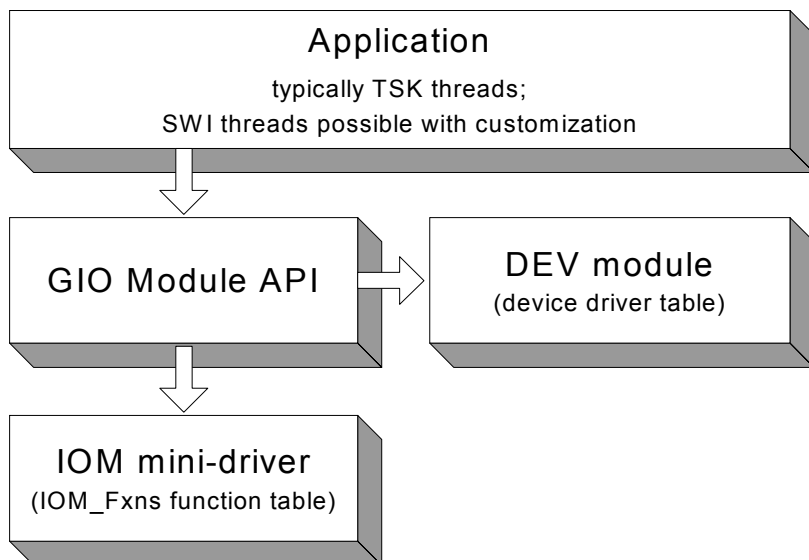 Application
typically TSK threads;
SWI threads possible with customization
GIO Module API
DEV module
(device driver table)
IOM mini-driver
(IOM_Fxns function table)